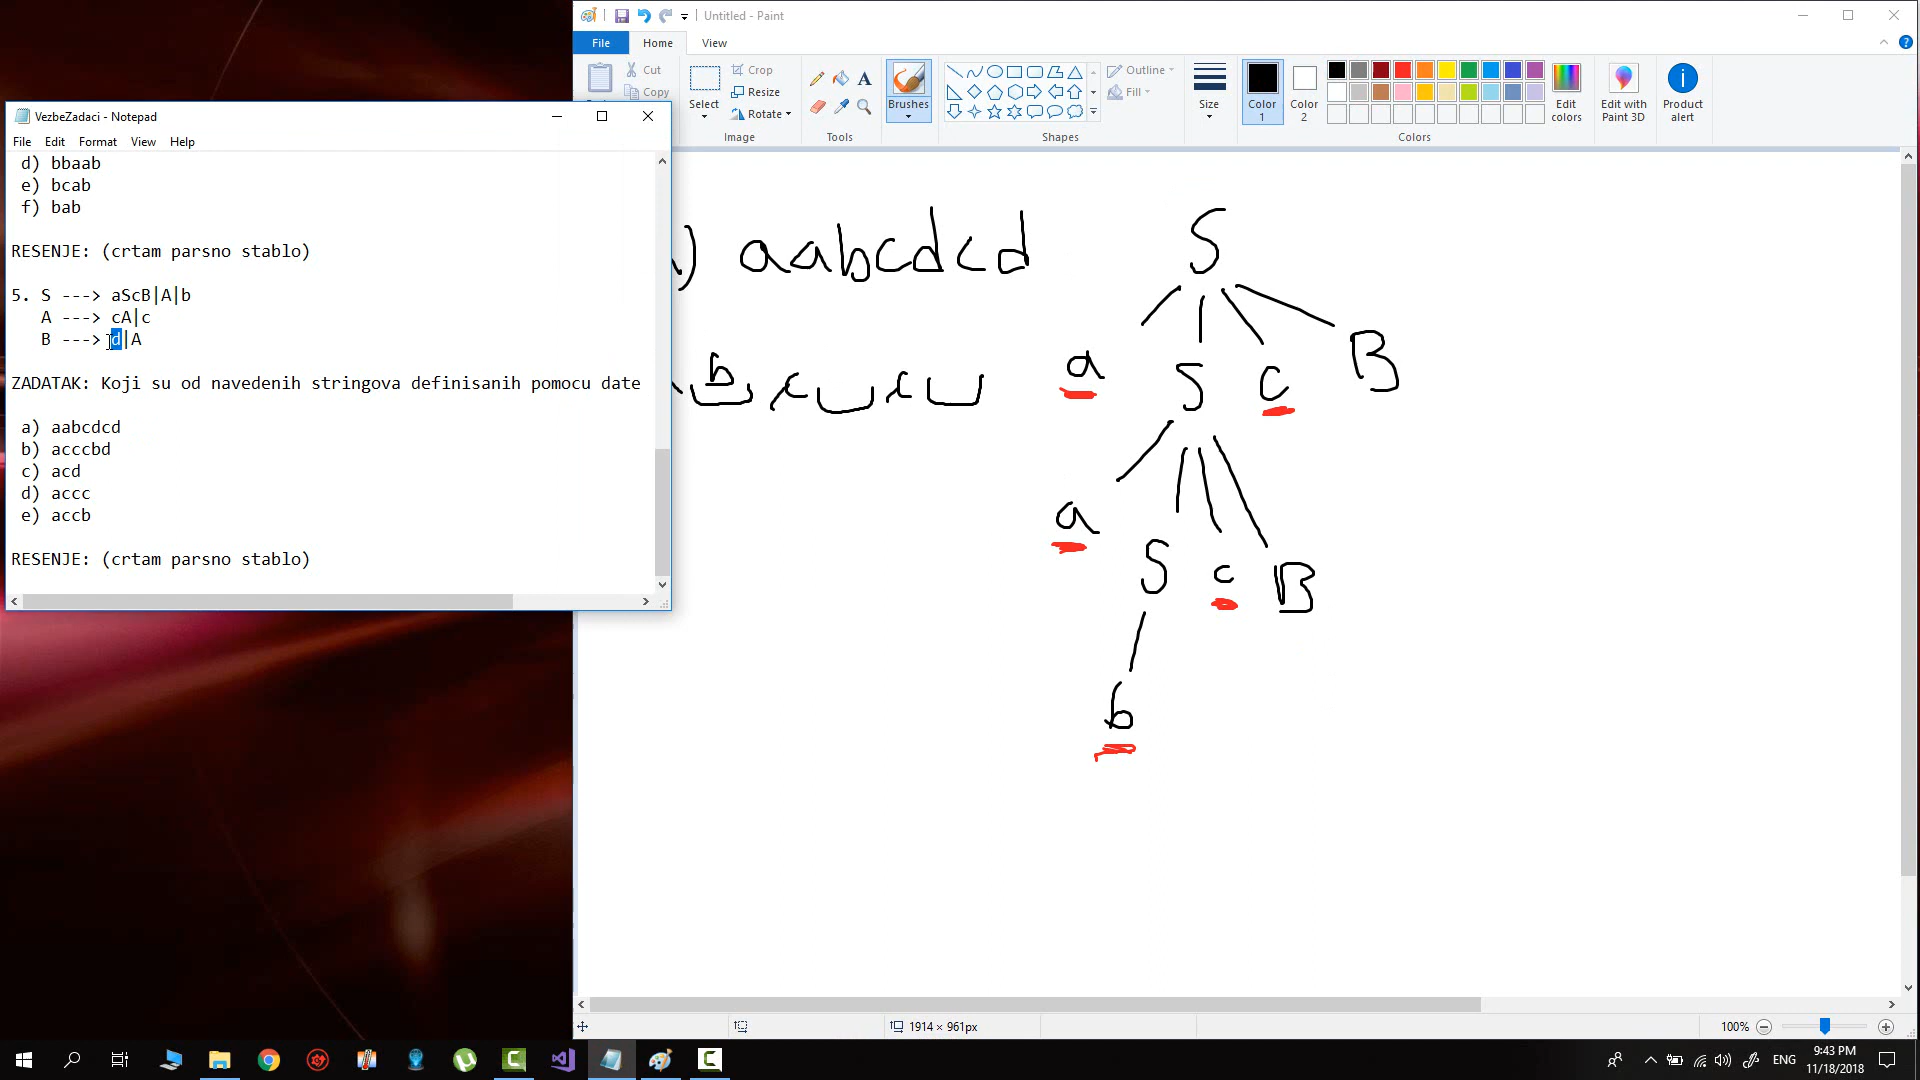 Untitled - Paint
File Home View
Cut
Copy
Crop
Resize
Rotate
Select
Brushes
Outline
Fill
Size
Color 1
Color 2
Edit colors
Edit with Paint 3D
Product alert
Image
Tools
Shapes
Colors
VezbeZadaci - Notepad
File Edit Format View Help
d) bbaab
e) bcab
f) bab
RESENJE: (crtam parsno stablo)
5. S ---> aScB|A|b
A ---> cA|c
B ---> d|A
ZADATAK: Koji su od navedenih stringova definisanih pomocu date
a) aabcdcd
b) acccbd
c) acd
d) accc
e) accb
RESENJE: (crtam parsno stablo)
) aabcdcd
b c c
S
a S c B
a S c B
b
1914 × 961px
100%
ENG
9:43 PM
11/18/2018